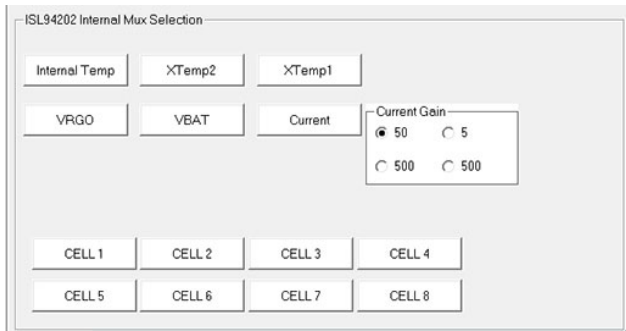 ISL94202 Internal Mux Selection
Internal Temp XTemp2 XTemp1
VRGO VBAT Current
Current Gain
50 5
500 500
CELL 1 CELL 2 CELL 3 CELL 4
CELL 5 CELL 6 CELL 7 CELL 8